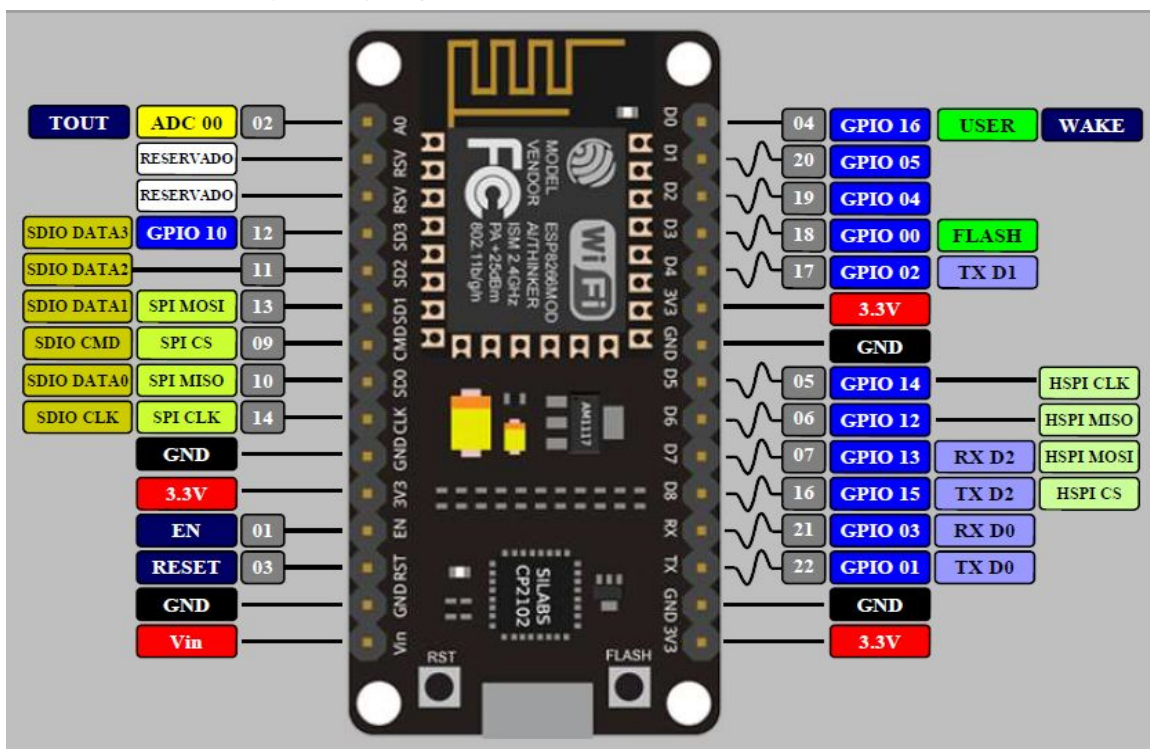 TOUT ADC 00 02 A0 D0 04 GPIO 16 USER WAKE
RESERVADO RSV D1 20 GPIO 05
RESERVADO RSV D2 19 GPIO 04
SDIO DATA3 GPIO 10 12 SD3 D3 18 GPIO 00 FLASH
SDIO DATA2 11 SD2 D4 17 GPIO 02 TX D1
SDIO DATA1 SPI MOSI 13 SD1 3V3 3.3V
SDIO CMD SPI CS 09 CMD GND GND
SDIO DATA0 SPI MISO 10 SD0 D5 05 GPIO 14 HSPI CLK
SDIO CLK SPI CLK 14 CLK D6 06 GPIO 12 HSPI MISO
GND GND D7 07 GPIO 13 RX D2 HSPI MOSI
3.3V 3V3 D8 16 GPIO 15 TX D2 HSPI CS
EN 01 EN RX 21 GPIO 03 RX D0
RESET 03 RST TX 22 GPIO 01 TX D0
GND GND GND GND
Vin Vin 3V3 3.3V
MODEL ESP8266MOD
VENDOR AI/THINKER
ISM 2.4GHz
PA +25dBm
802.11b/g/n
FC
WiFi
AM1117
SILABS
CP2102
RST
FLASH